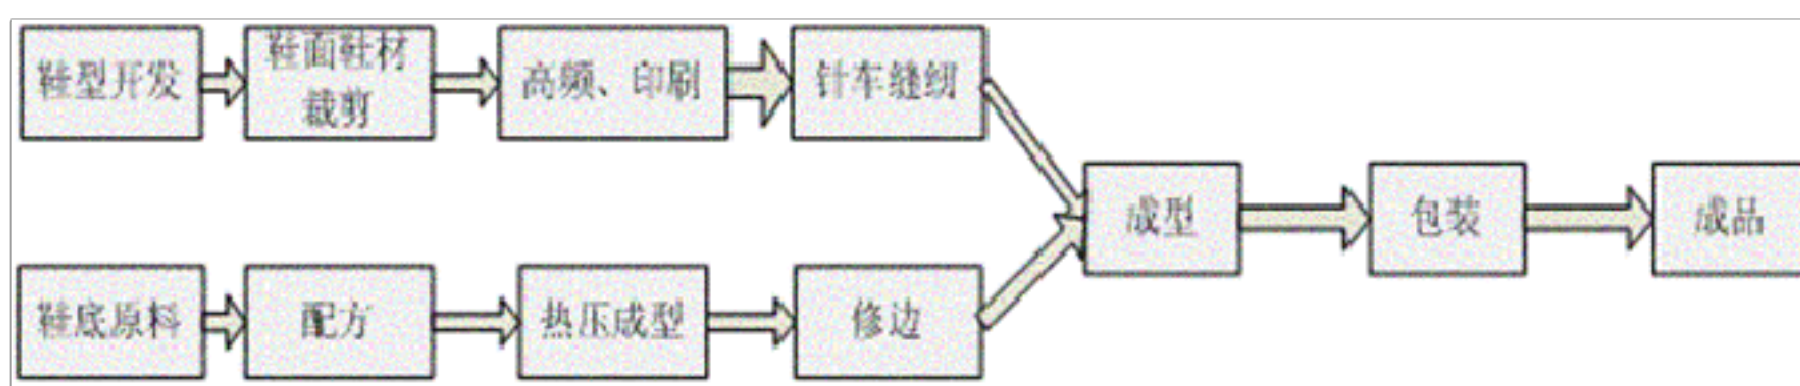 鞋型开发
鞋面鞋材
裁剪
高频、印刷
针车缝纫
成型
包装
成品
鞋底原料
配方
热压成型
修边